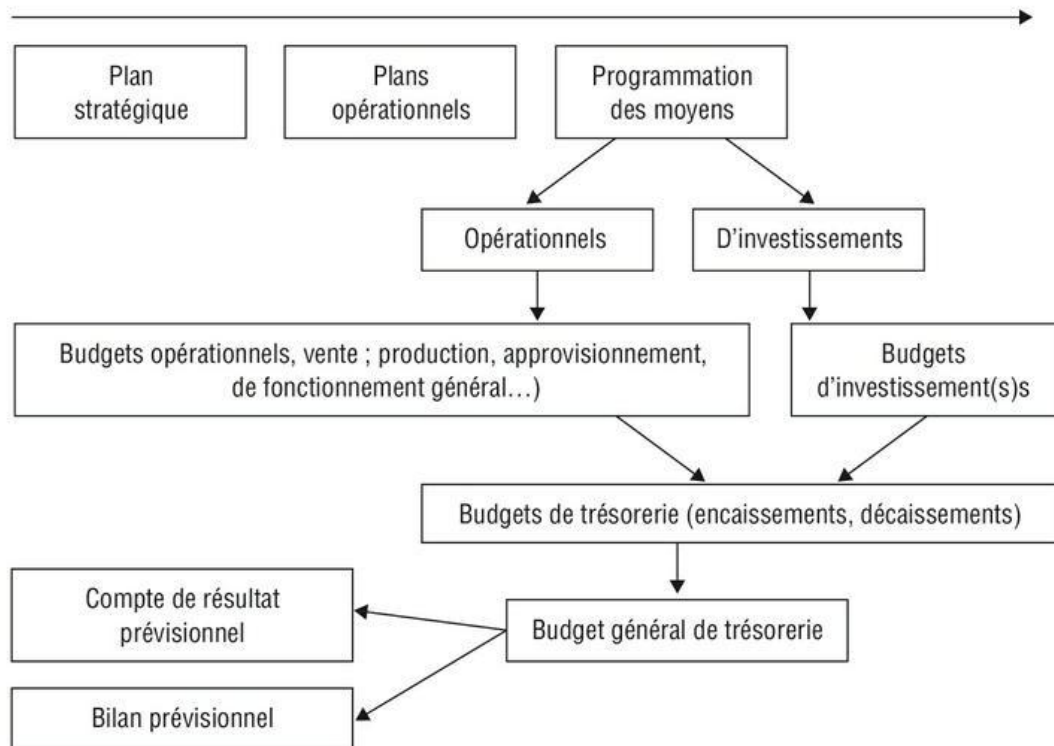 Plan
stratégique
Plans
opérationnels
Programmation
des moyens
Opérationnels
D'investissements
Budgets opérationnels, vente ; production, approvisionnement,
de fonctionnement général…)
Budgets
d'investissement(s)s
Budgets de trésorerie (encaissements, décaissements)
Compte de résultat
prévisionnel
Budget général de trésorerie
Bilan prévisionnel